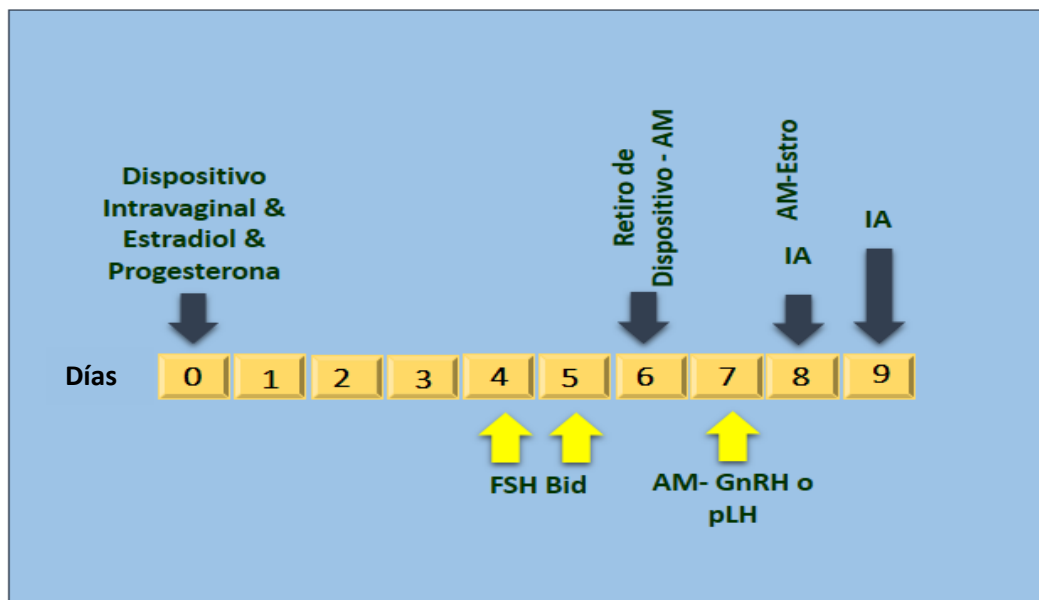 Dispositivo
Intravaginal &
Estradiol &
Progesterona
Retiro de
Dispositivo - AM
AM-Estro
IA
IA
Días 0 1 2 3 4 5 6 7 8 9
FSH Bid
AM- GnRH o
pLH